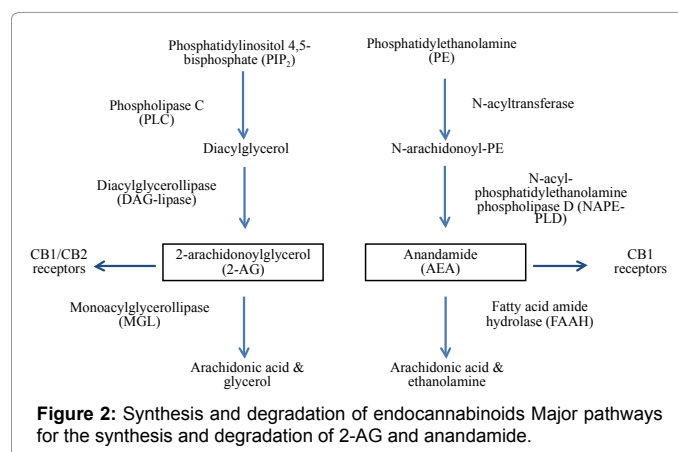 Phosphatidylinositol 4,5-
bisphosphate (PIP₂)
Phospholipase C
(PLC)
Diacylglycerol
Diacylglycerollipase
(DAG-lipase)
CB1/CB2
receptors
2-arachidonoylglycerol
(2-AG)
Monoacylglycerollipase
(MGL)
Arachidonic acid &
glycerol
Phosphatidylethanolamine
(PE)
N-acyltransferase
N-arachidonoyl-PE
N-acyl-
phosphatidylethanolamine
phospholipase D (NAPE-
PLD)
Anandamide
(AEA)
CB1
receptors
Fatty acid amide
hydrolase (FAAH)
Arachidonic acid &
ethanolamine
Figure 2: Synthesis and degradation of endocannabinoids Major pathways
for the synthesis and degradation of 2-AG and anandamide.